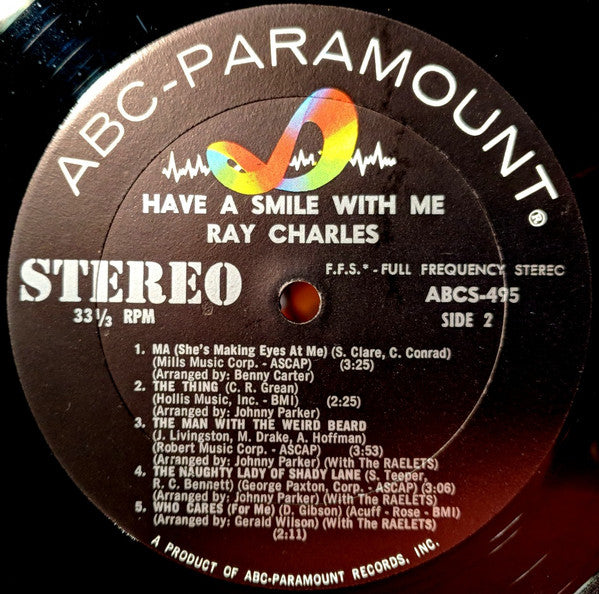 ABC-PARAMOUNT®
HAVE A SMILE WITH ME
RAY CHARLES
STEREO
33⅓ RPM
F.F.S.* - FULL FREQUENCY STEREO
ABCS-495
SIDE 2
1. MA (She's Making Eyes At Me) (S. Clare, C. Conrad)
(Mills Music Corp. - ASCAP) (3:25)
(Arranged by: Benny Carter)
2. THE THING (C. R. Grean)
(Hollis Music, Inc. - BMI) (2:25)
(Arranged by: Johnny Parker)
3. THE MAN WITH THE WEIRD BEARD
(J. Livingston, M. Drake, A. Hoffman)
(Robert Music Corp. - ASCAP) (3:53)
(Arranged by: Johnny Parker) (With The RAELETS)
4. THE NAUGHTY LADY OF SHADY LANE (S. Teeper,
R. C. Bennett) (George Paxton, Corp. - ASCAP) (3:06)
(Arranged by: Johnny Parker) (With The RAELETS)
5. WHO CARES (For Me) (D. Gibson) (Acuff - Rose - BMI)
(Arranged by: Gerald Wilson) (With The RAELETS)
(2:11)
A PRODUCT OF ABC-PARAMOUNT RECORDS, INC.